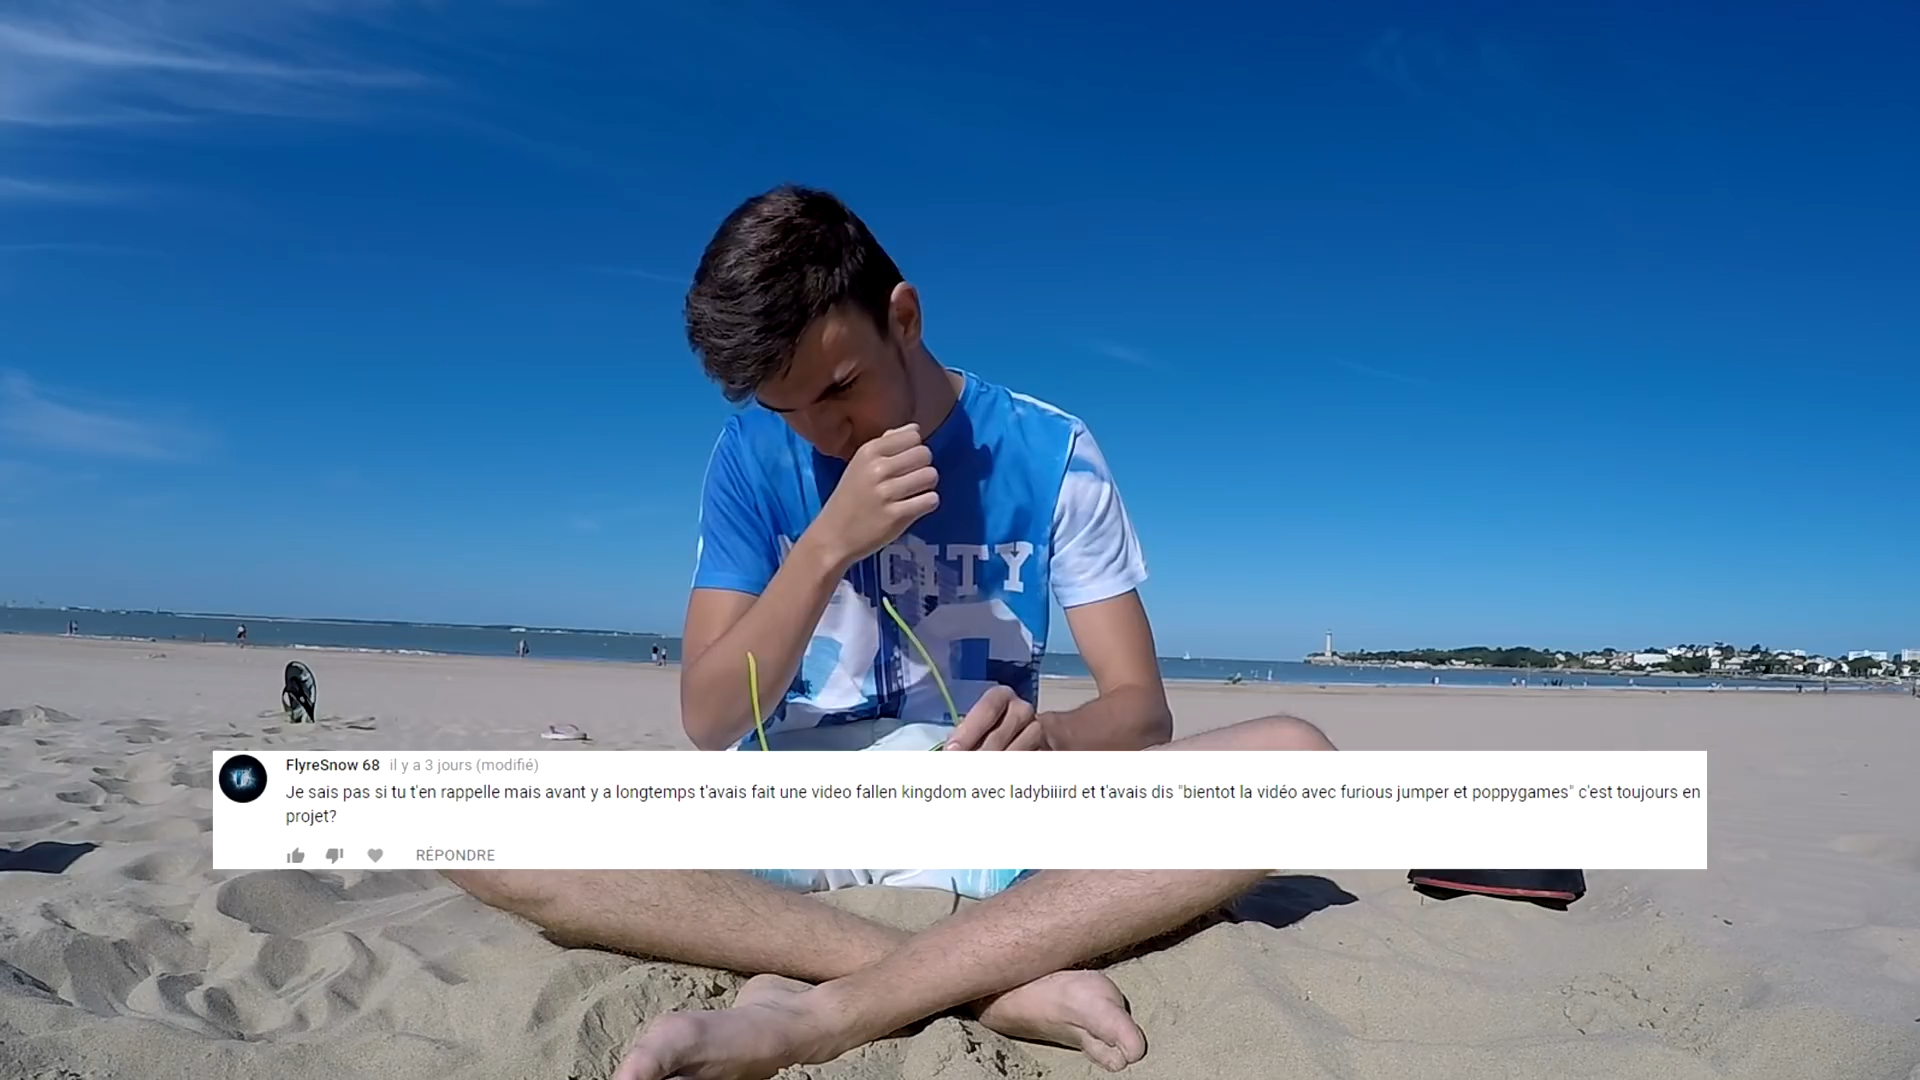 CITY
FlyreSnow 68 il y a 3 jours (modifié)
Je sais pas si tu t'en rappelle mais avant y a longtemps t'avais fait une video fallen kingdom avec ladybiiird et t'avais dis "bientot la vidéo avec furious jumper et poppygames" c'est toujours en
projet?
RÉPONDRE